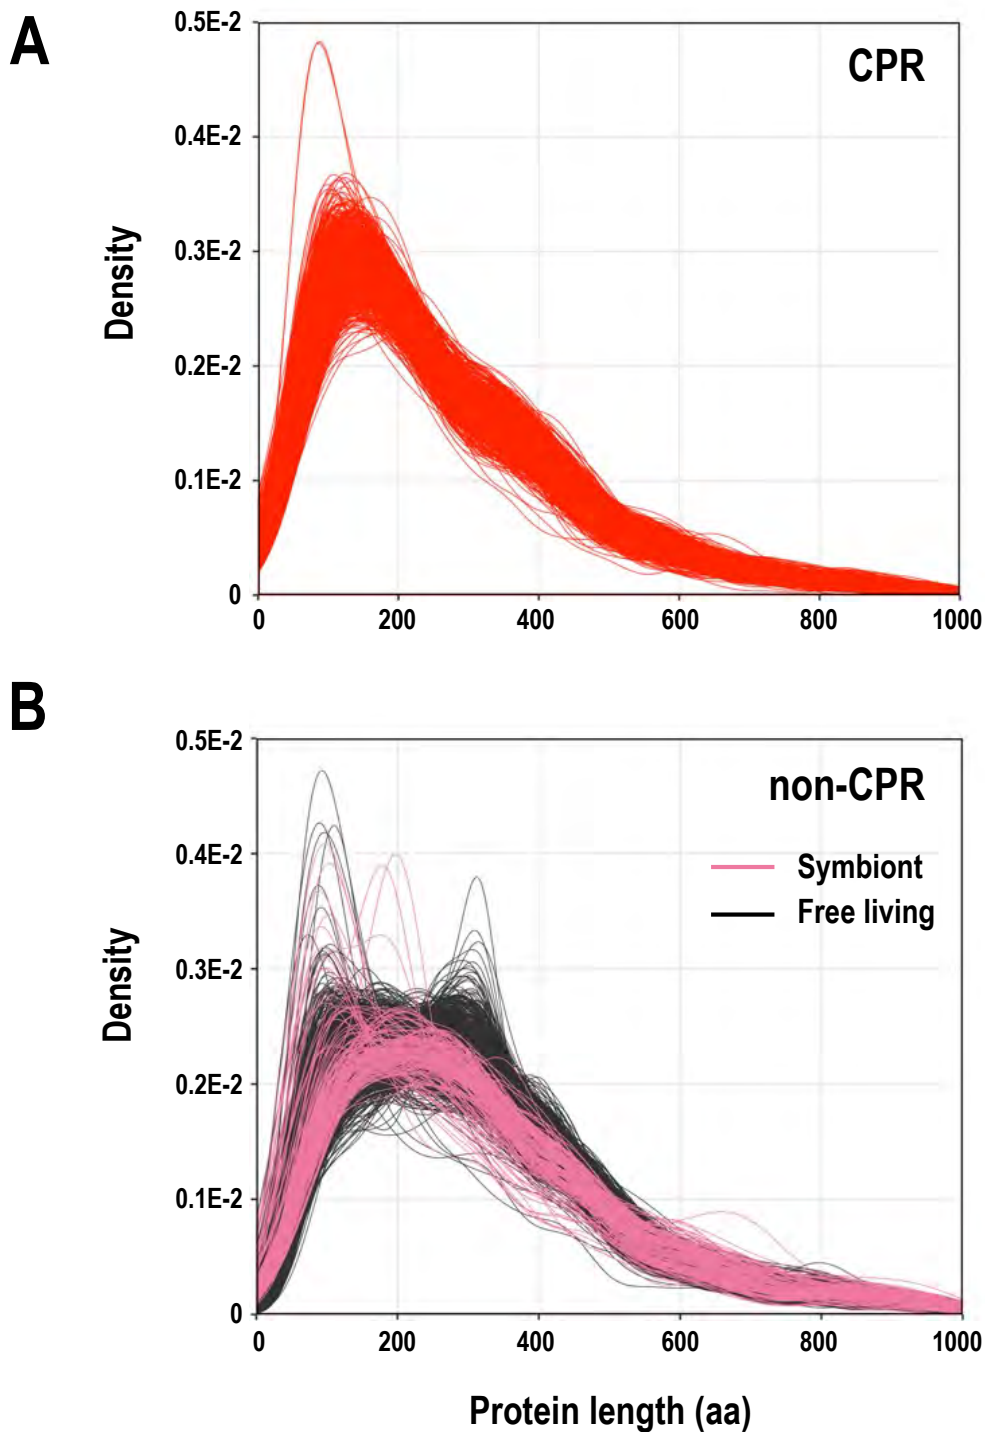 A
CPR
Density
0.5E-2
0.4E-2
0.3E-2
0.2E-2
0.1E-2
0
0 200 400 600 800 1000
B
non-CPR
Symbiont
Free living
Density
0.5E-2
0.4E-2
0.3E-2
0.2E-2
0.1E-2
0
0 200 400 600 800 1000
Protein length (aa)